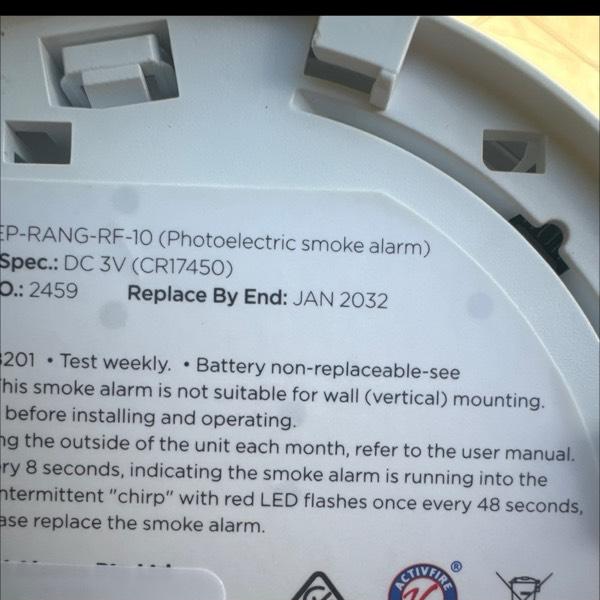 EP-RANG-RF-10 (Photoelectric smoke alarm)
Spec.: DC 3V (CR17450)
O.: 2459 Replace By End: JAN 2032
3201 • Test weekly. • Battery non-replaceable-see
This smoke alarm is not suitable for wall (vertical) mounting.
before installing and operating.
ng the outside of the unit each month, refer to the user manual.
ry 8 seconds, indicating the smoke alarm is running into the
ntermittent "chirp" with red LED flashes once every 48 seconds,
ase replace the smoke alarm.
ACTIVFIRE ®